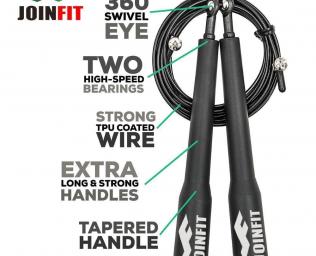 JOINFIT
360
SWIVEL
EYE
TWO
HIGH-SPEED
BEARINGS
STRONG
TPU COATED
WIRE
EXTRA
LONG & STRONG
HANDLES
TAPERED
HANDLE
JOINFIT
JOINFIT